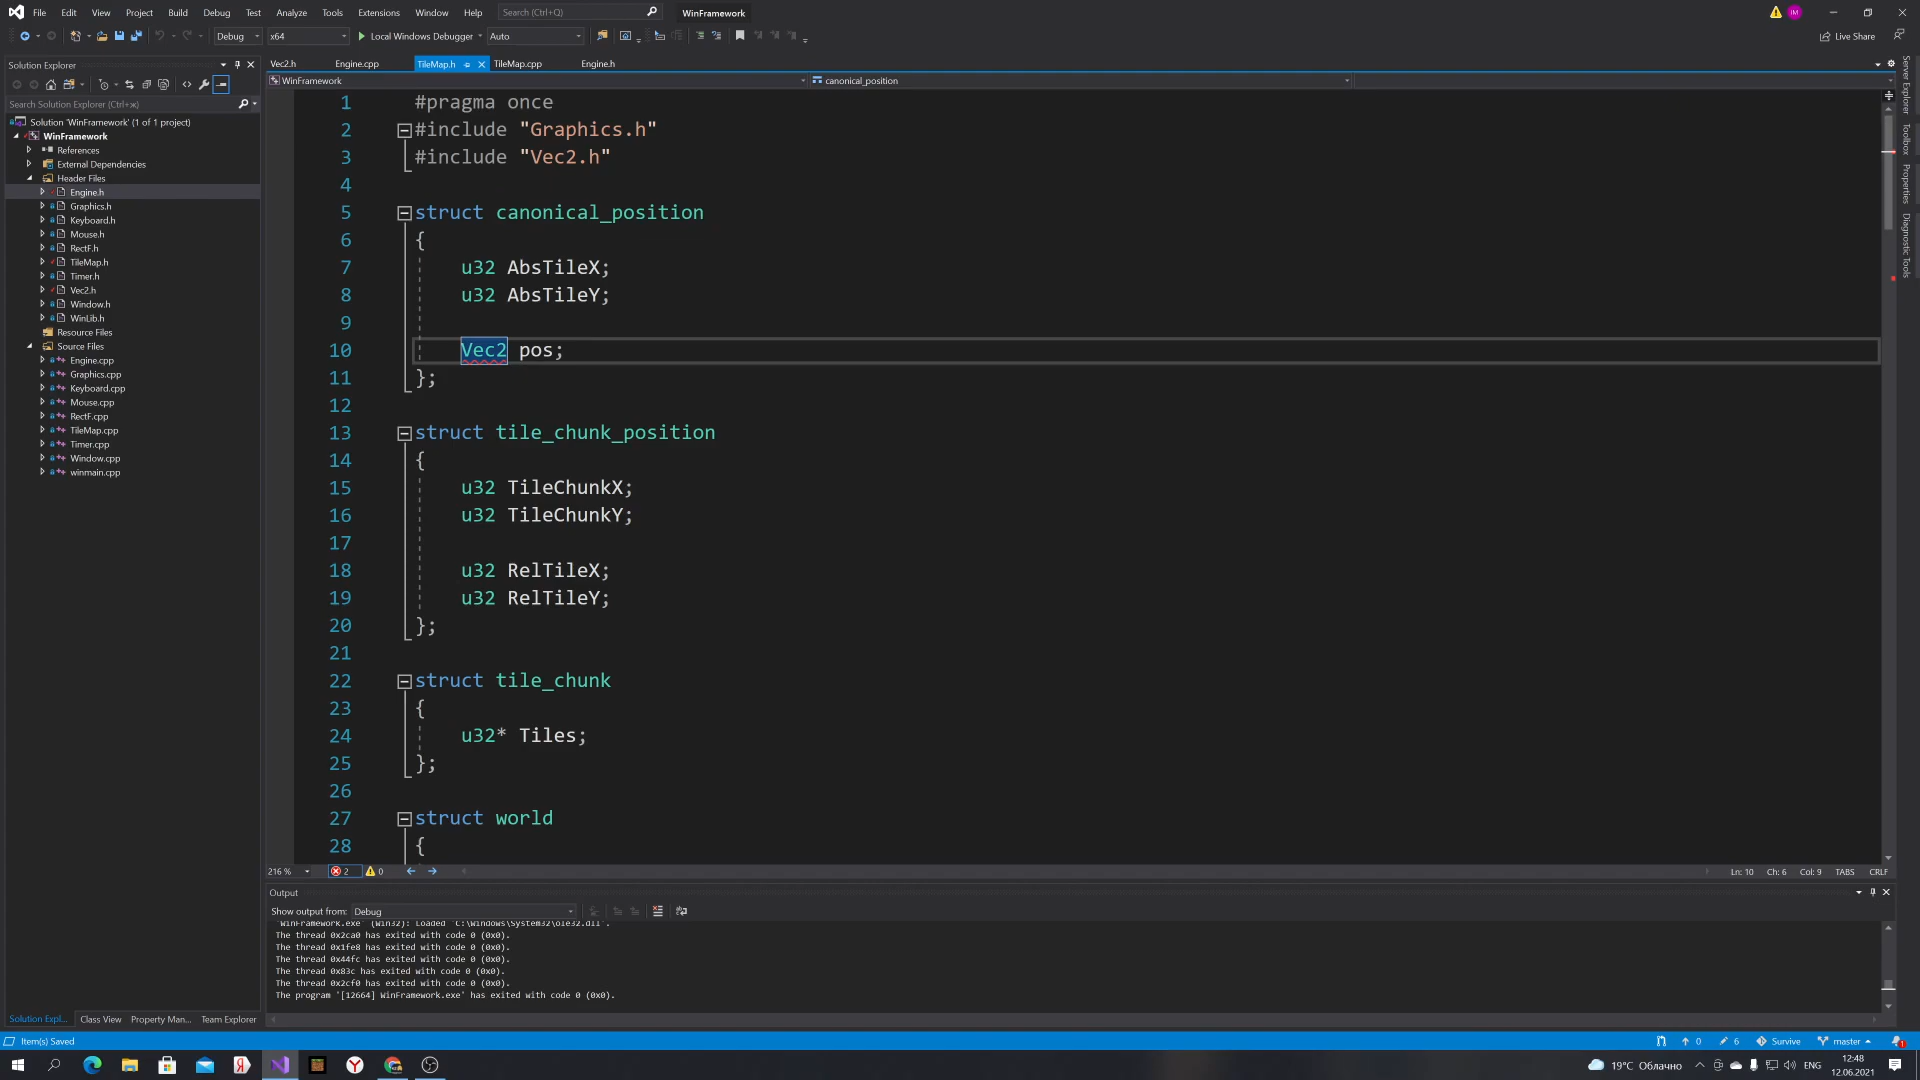 File Edit View Project Build Debug Test Analyze Tools Extensions Window Help Search (Ctrl+Q) WinFramework IM
Debug x64 Local Windows Debugger Auto Live Share
Solution Explorer
Search Solution Explorer (Ctrl+ж)
Solution 'WinFramework' (1 of 1 project)
WinFramework
References
External Dependencies
Header Files
Engine.h
Graphics.h
Keyboard.h
Mouse.h
RectF.h
TileMap.h
Timer.h
Vec2.h
Window.h
WinLib.h
Resource Files
Source Files
Engine.cpp
Graphics.cpp
Keyboard.cpp
Mouse.cpp
RectF.cpp
TileMap.cpp
Timer.cpp
Window.cpp
winmain.cpp
Solution Expl... Class View Property Man... Team Explorer
Vec2.h Engine.cpp TileMap.h TileMap.cpp Engine.h
WinFramework canonical_position
1 #pragma once
2 #include "Graphics.h"
3 #include "Vec2.h"
4
5 struct canonical_position
6 {
7 u32 AbsTileX;
8 u32 AbsTileY;
9
10 Vec2 pos;
11 };
12
13 struct tile_chunk_position
14 {
15 u32 TileChunkX;
16 u32 TileChunkY;
17
18 u32 RelTileX;
19 u32 RelTileY;
20 };
21
22 struct tile_chunk
23 {
24 u32* Tiles;
25 };
26
27 struct world
28 {
216 % 2 0 Ln: 10 Ch: 6 Col: 9 TABS CRLF
Output
Show output from: Debug
'WinFramework.exe' (Win32): Loaded 'C:\Windows\System32\ole32.dll'.
The thread 0x2ca0 has exited with code 0 (0x0).
The thread 0x1fe8 has exited with code 0 (0x0).
The thread 0x44fc has exited with code 0 (0x0).
The thread 0x83c has exited with code 0 (0x0).
The thread 0x2cf0 has exited with code 0 (0x0).
The program '[12664] WinFramework.exe' has exited with code 0 (0x0).
Server Explorer
Toolbox
Properties
Diagnostic Tools
Item(s) Saved 0 6 Survive master 1
19°C Облачно ENG 12:48
12.06.2021